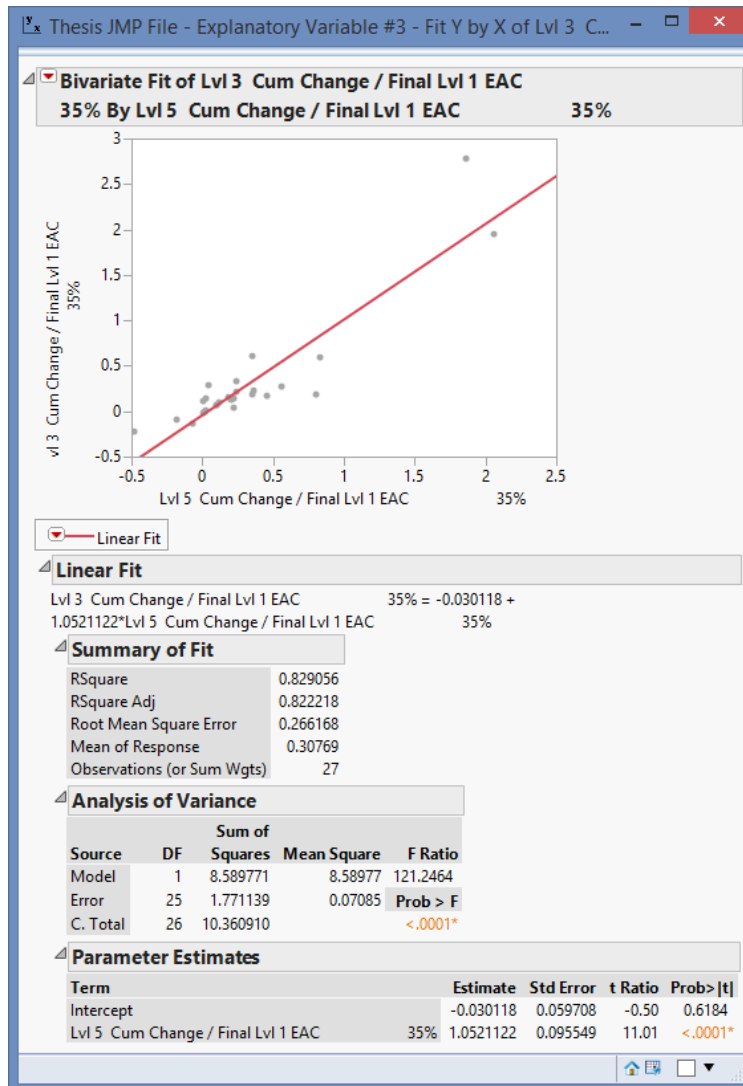 Thesis JMP File - Explanatory Variable #3 - Fit Y by X of Lvl 3 C...
Bivariate Fit of Lvl 3 Cum Change / Final Lvl 1 EAC
35% By Lvl 5 Cum Change / Final Lvl 1 EAC 35%
3
2.5
2
1.5
1
0.5
0
-0.5
vl 3 Cum Change / Final Lvl 1 EAC
35%
-0.5 0 0.5 1 1.5 2 2.5
Lvl 5 Cum Change / Final Lvl 1 EAC 35%
Linear Fit
Linear Fit
Lvl 3 Cum Change / Final Lvl 1 EAC 35% = -0.030118 +
1.0521122*Lvl 5 Cum Change / Final Lvl 1 EAC 35%
Summary of Fit
RSquare 0.829056
RSquare Adj 0.822218
Root Mean Square Error 0.266168
Mean of Response 0.30769
Observations (or Sum Wgts) 27
Analysis of Variance
Sum of
Source DF Squares Mean Square F Ratio
Model 1 8.589771 8.58977 121.2464
Error 25 1.771139 0.07085 Prob > F
C. Total 26 10.360910 <.0001*
Parameter Estimates
Term Estimate Std Error t Ratio Prob>|t|
Intercept -0.030118 0.059708 -0.50 0.6184
Lvl 5 Cum Change / Final Lvl 1 EAC 35% 1.0521122 0.095549 11.01 <.0001*